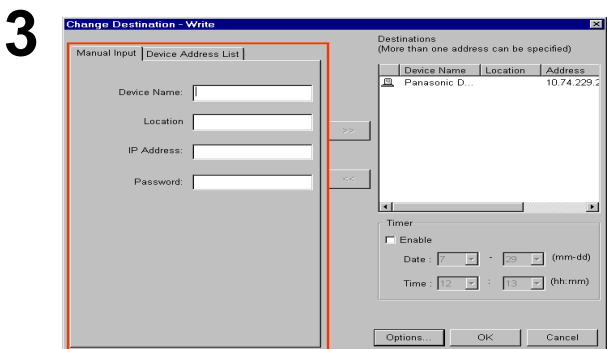 3
Change Destination - Write
Manual Input
Device Address List
Device Name:
Location
IP Address:
Password:
>>
<<
Destinations
(More than one address can be specified)
Device Name
Location
Address
Panasonic D...
10.74.229.2
Timer
Enable
Date : 7 - 29 (mm-dd)
Time : 12 : 13 (hh:mm)
Options...
OK
Cancel